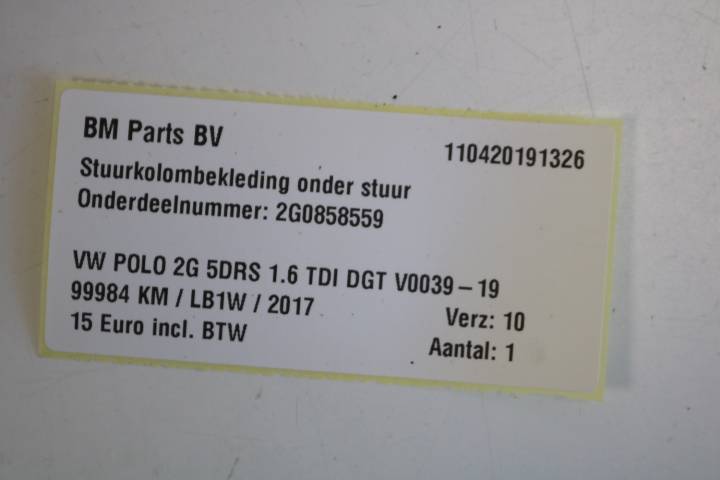 BM Parts BV
110420191326
Stuurkolombekleding onder stuur
Onderdeelnummer: 2G0858559
VW POLO 2G 5DRS 1.6 TDI DGT V0039-19
99984 KM / LB1W / 2017
Verz: 10
15 Euro incl. BTW
Aantal: 1